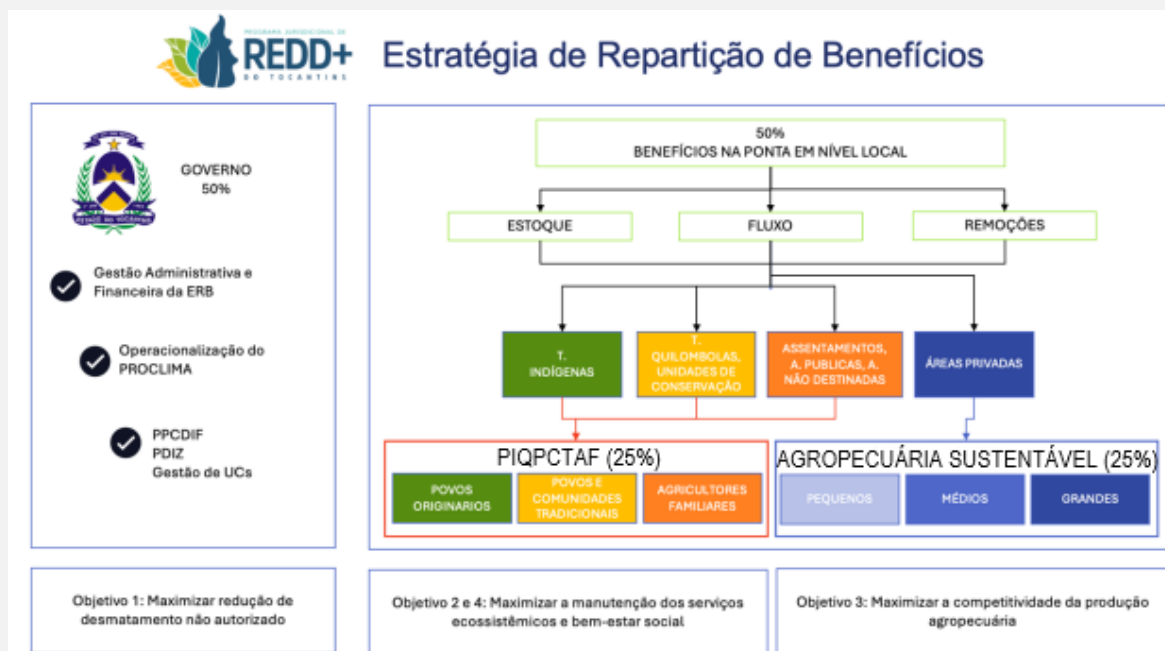 PROGRAMA JURISDICIONAL DE
REDD+
DO TOCANTINS
Estratégia de Repartição de Benefícios
GOVERNO
50%
Gestão Administrativa e
Financeira da ERB
Operacionalização do
PROCLIMA
PPCDIF
PDIZ
Gestão de UCs
50%
BENEFÍCIOS NA PONTA EM NÍVEL LOCAL
ESTOQUE
FLUXO
REMOÇÕES
T.
INDÍGENAS
T.
QUILOMBOLAS,
UNIDADES DE
CONSERVAÇÃO
ASSENTAMENTOS,
A. PUBLICAS, A.
NÃO DESTINADAS
ÁREAS PRIVADAS
PIQPCTAF (25%)
POVOS
ORIGINARIOS
POVOS E
COMUNIDADES
TRADICIONAIS
AGRICULTORES
FAMILIARES
AGROPECUÁRIA SUSTENTÁVEL (25%)
PEQUENOS
MÉDIOS
GRANDES
Objetivo 1: Maximizar redução de
desmatamento não autorizado
Objetivo 2 e 4: Maximizar a manutenção dos serviços
ecossistêmicos e bem-estar social
Objetivo 3: Maximizar a competitividade da produção
agropecuária